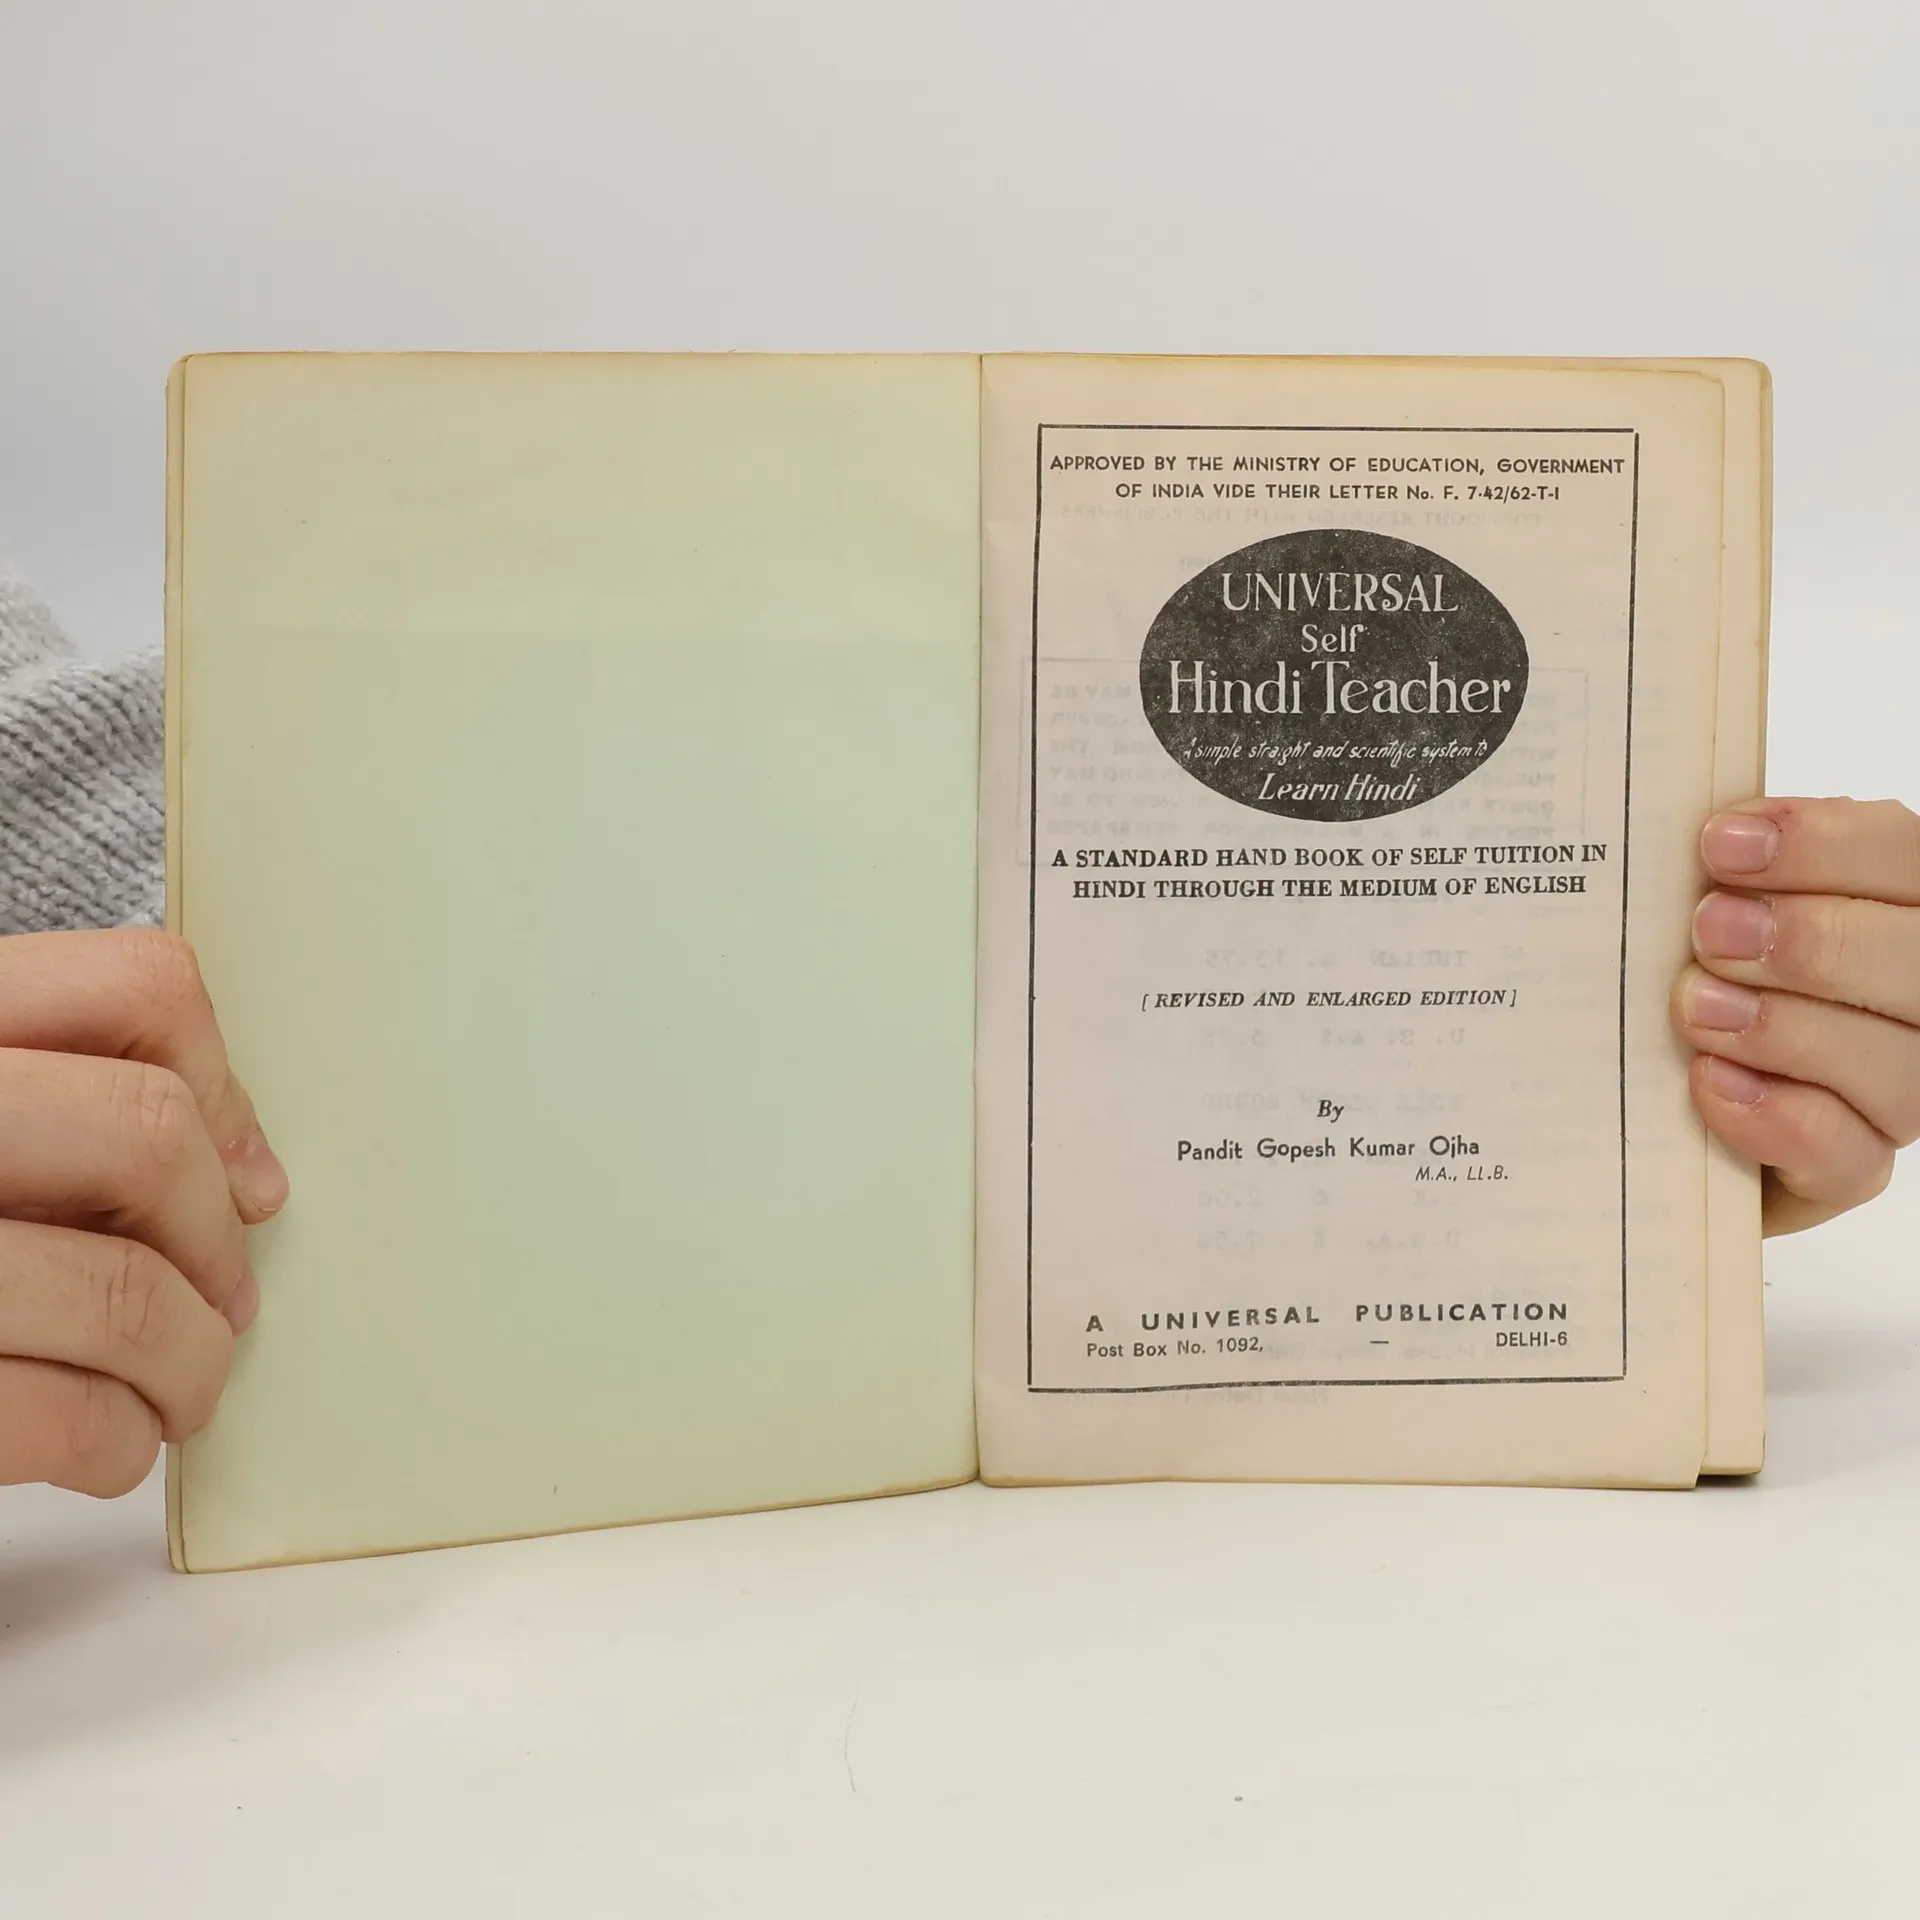 APPROVED BY THE MINISTRY OF EDUCATION, GOVERNMENT
OF INDIA VIDE THEIR LETTER No. F. 7·42/62-T-I
UNIVERSAL
Self
Hindi Teacher
A simple straight and scientific system to
Learn Hindi
A STANDARD HAND BOOK OF SELF TUITION IN
HINDI THROUGH THE MEDIUM OF ENGLISH
[ REVISED AND ENLARGED EDITION ]
By
Pandit Gopesh Kumar Ojha
M.A., LL.B.
A UNIVERSAL PUBLICATION
Post Box No. 1092, — DELHI-6